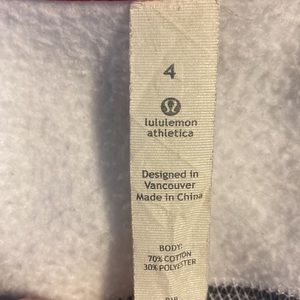 4
lululemon
athletica
Designed in
Vancouver
Made in China
BODY:
70% COTTON
30% POLYESTER